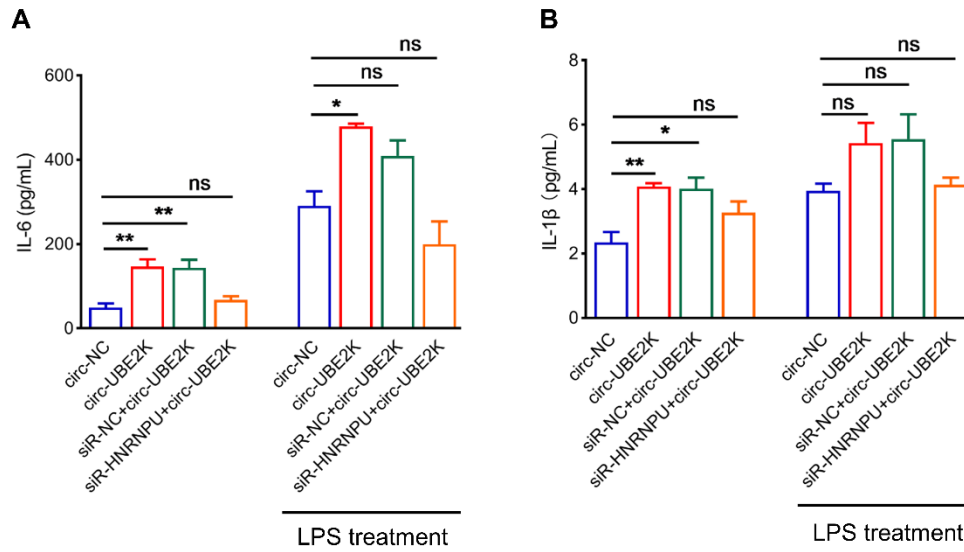 A
IL-6 (pg/mL)
600
400
200
0
ns
**
**
ns
ns
*
circ-NC
circ-UBE2K
siR-NC+circ-UBE2K
siR-HNRNPU+circ-UBE2K
circ-NC
circ-UBE2K
siR-NC+circ-UBE2K
siR-HNRNPU+circ-UBE2K
LPS treatment
B
IL-1β (pg/mL)
8
6
4
2
0
ns
*
**
ns
ns
ns
circ-NC
circ-UBE2K
siR-NC+circ-UBE2K
siR-HNRNPU+circ-UBE2K
circ-NC
circ-UBE2K
siR-NC+circ-UBE2K
siR-HNRNPU+circ-UBE2K
LPS treatment